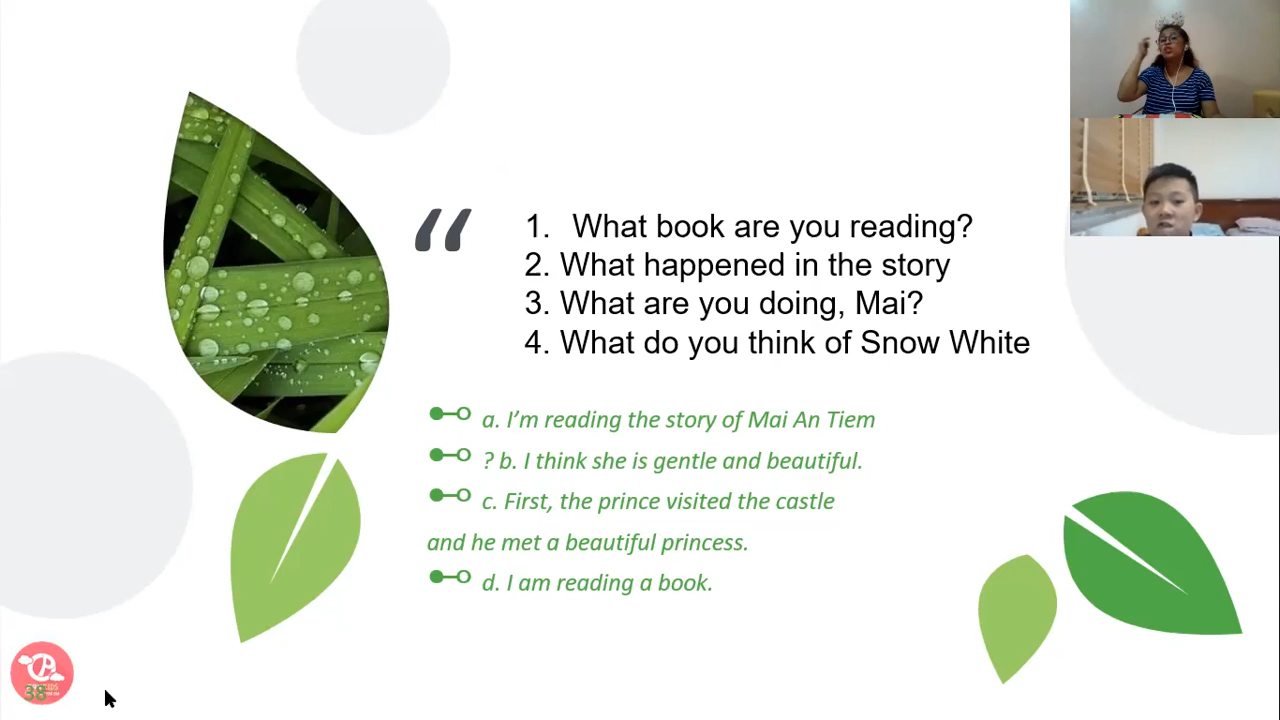 “
1. What book are you reading?
2. What happened in the story
3. What are you doing, Mai?
4. What do you think of Snow White
a. I’m reading the story of Mai An Tiem
? b. I think she is gentle and beautiful.
c. First, the prince visited the castle
and he met a beautiful princess.
d. I am reading a book.
38